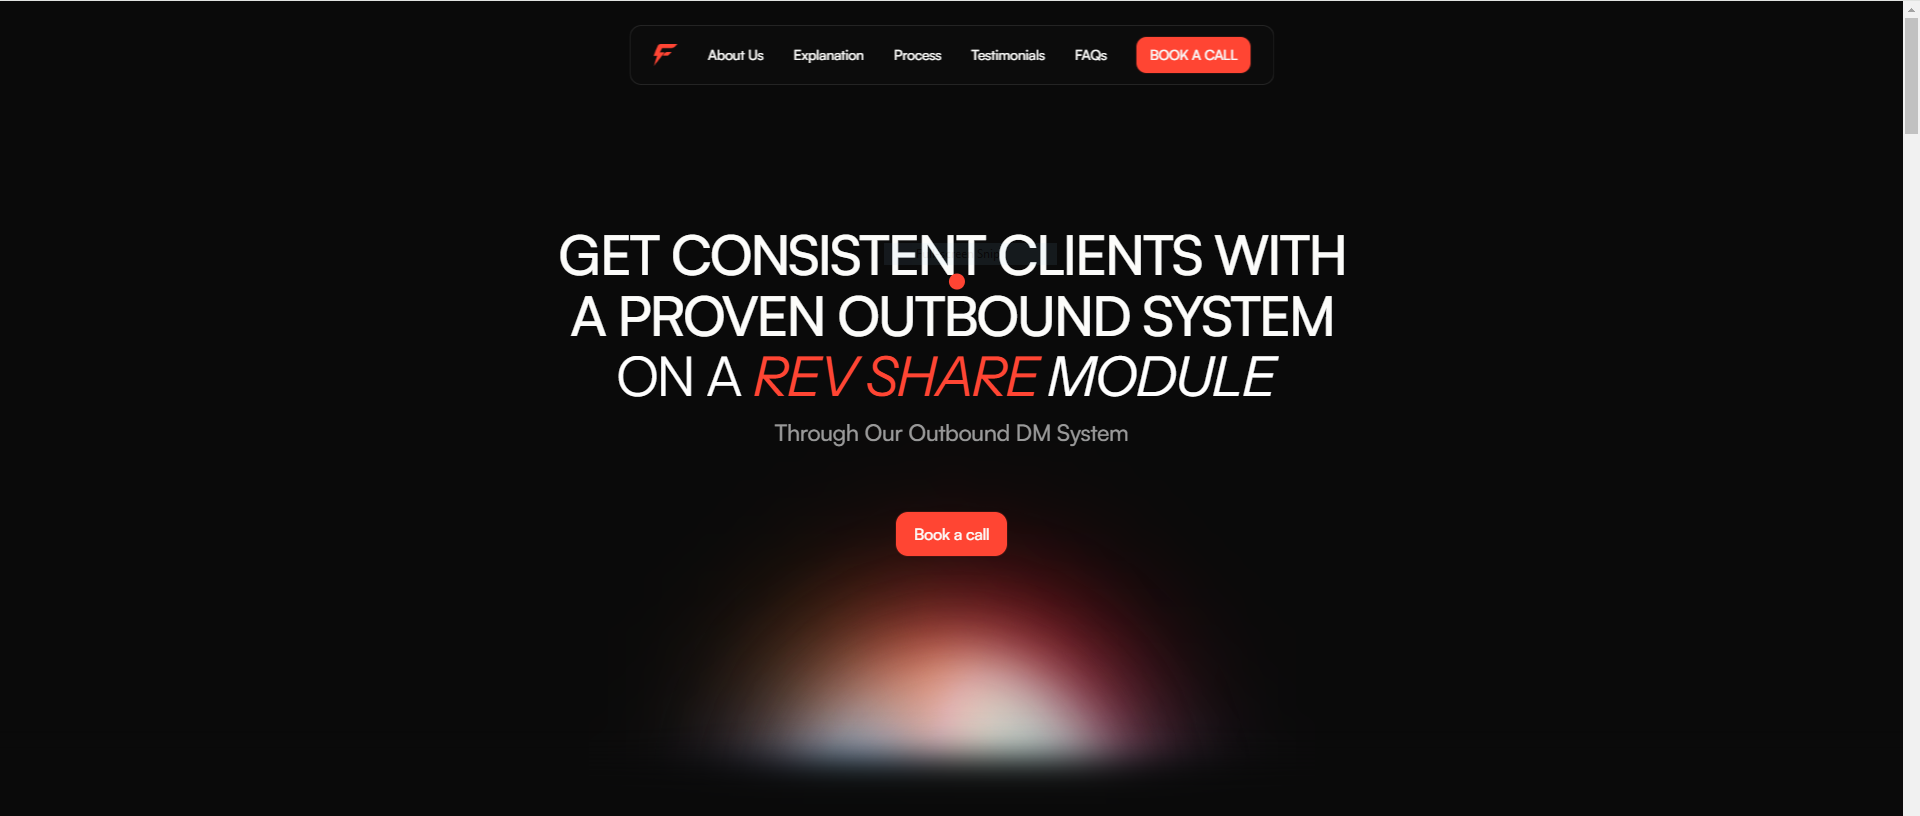 About Us Explanation Process Testimonials FAQs BOOK A CALL
GET CONSISTENT CLIENTS WITH
A PROVEN OUTBOUND SYSTEM
ON A REV SHARE MODULE
Through Our Outbound DM System
Book a call